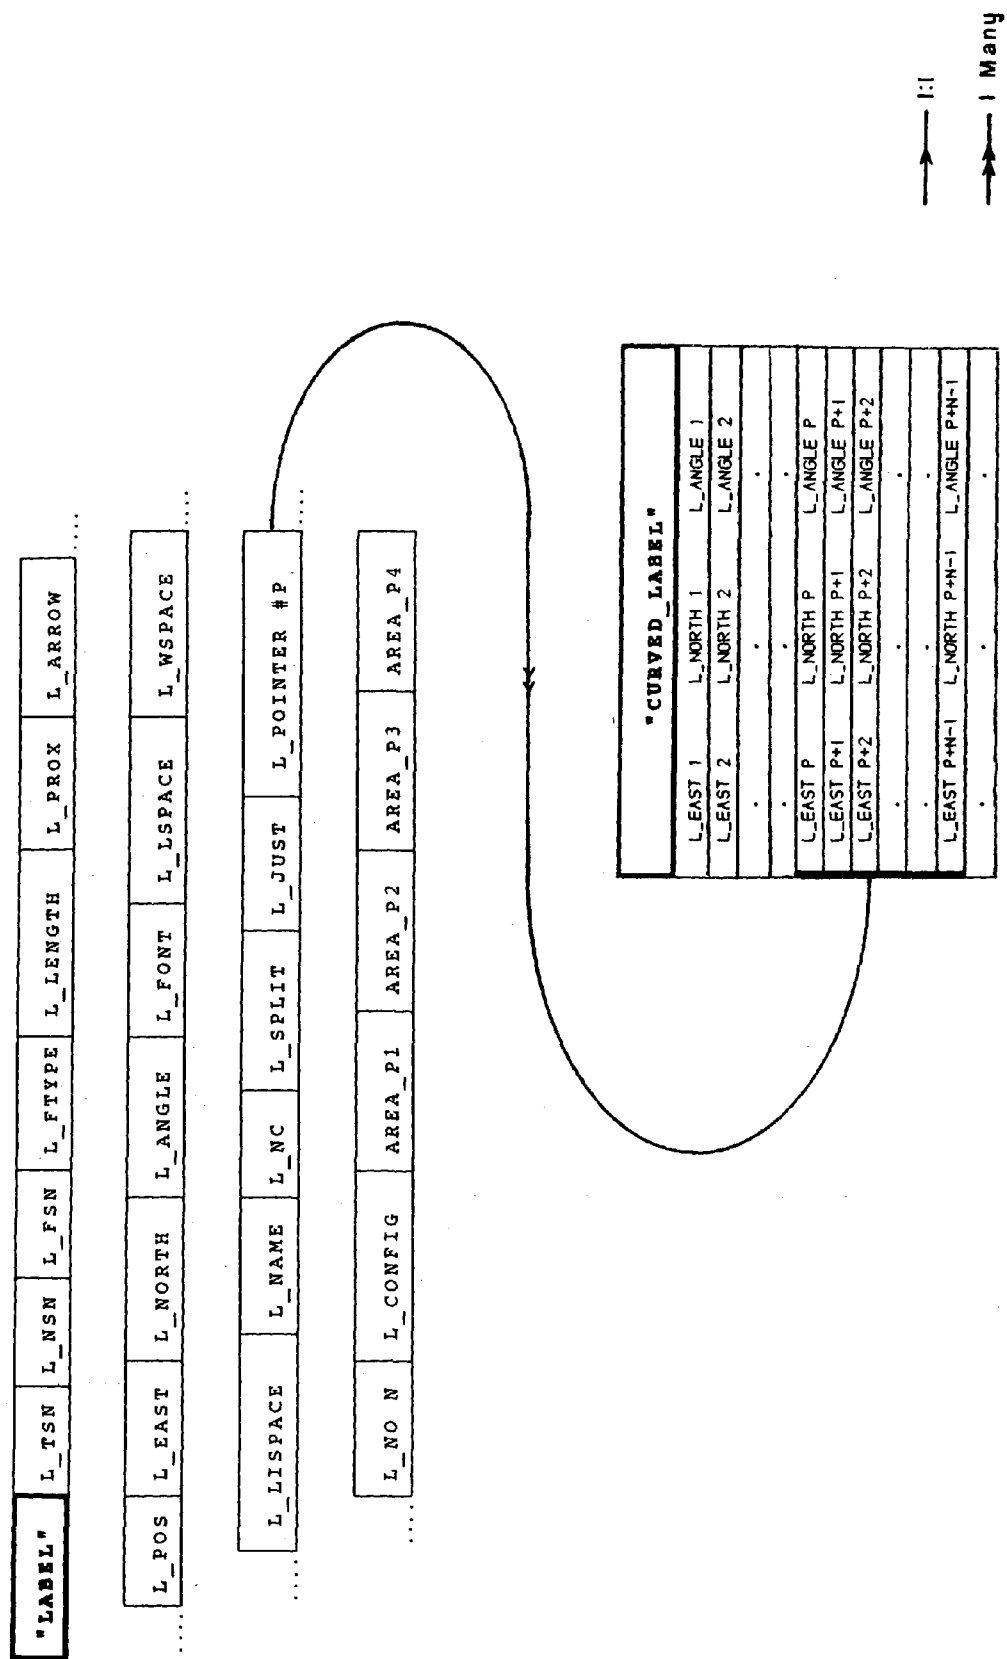 "LABEL" L_TSN L_NSN L_FSN L_FTYPE L_LENGTH L_PROX L_ARROW ....
.... L_POS L_EAST L_NORTH L_ANGLE L_FONT L_LSPACE L_WSPACE ....
.... L_LISPACE L_NAME L_NC L_SPLIT L_JUST L_POINTER #P ....
.... L_NO N L_CONFIG AREA_P1 AREA_P2 AREA_P3 AREA_P4
"CURVED_LABEL"
L_EAST 1 L_NORTH 1 L_ANGLE 1
L_EAST 2 L_NORTH 2 L_ANGLE 2
. . .
. . .
L_EAST P L_NORTH P L_ANGLE P
L_EAST P+1 L_NORTH P+1 L_ANGLE P+1
L_EAST P+2 L_NORTH P+2 L_ANGLE P+2
. . .
. . .
L_EAST P+N-1 L_NORTH P+N-1 L_ANGLE P+N-1
. . .
1:1
1 Many